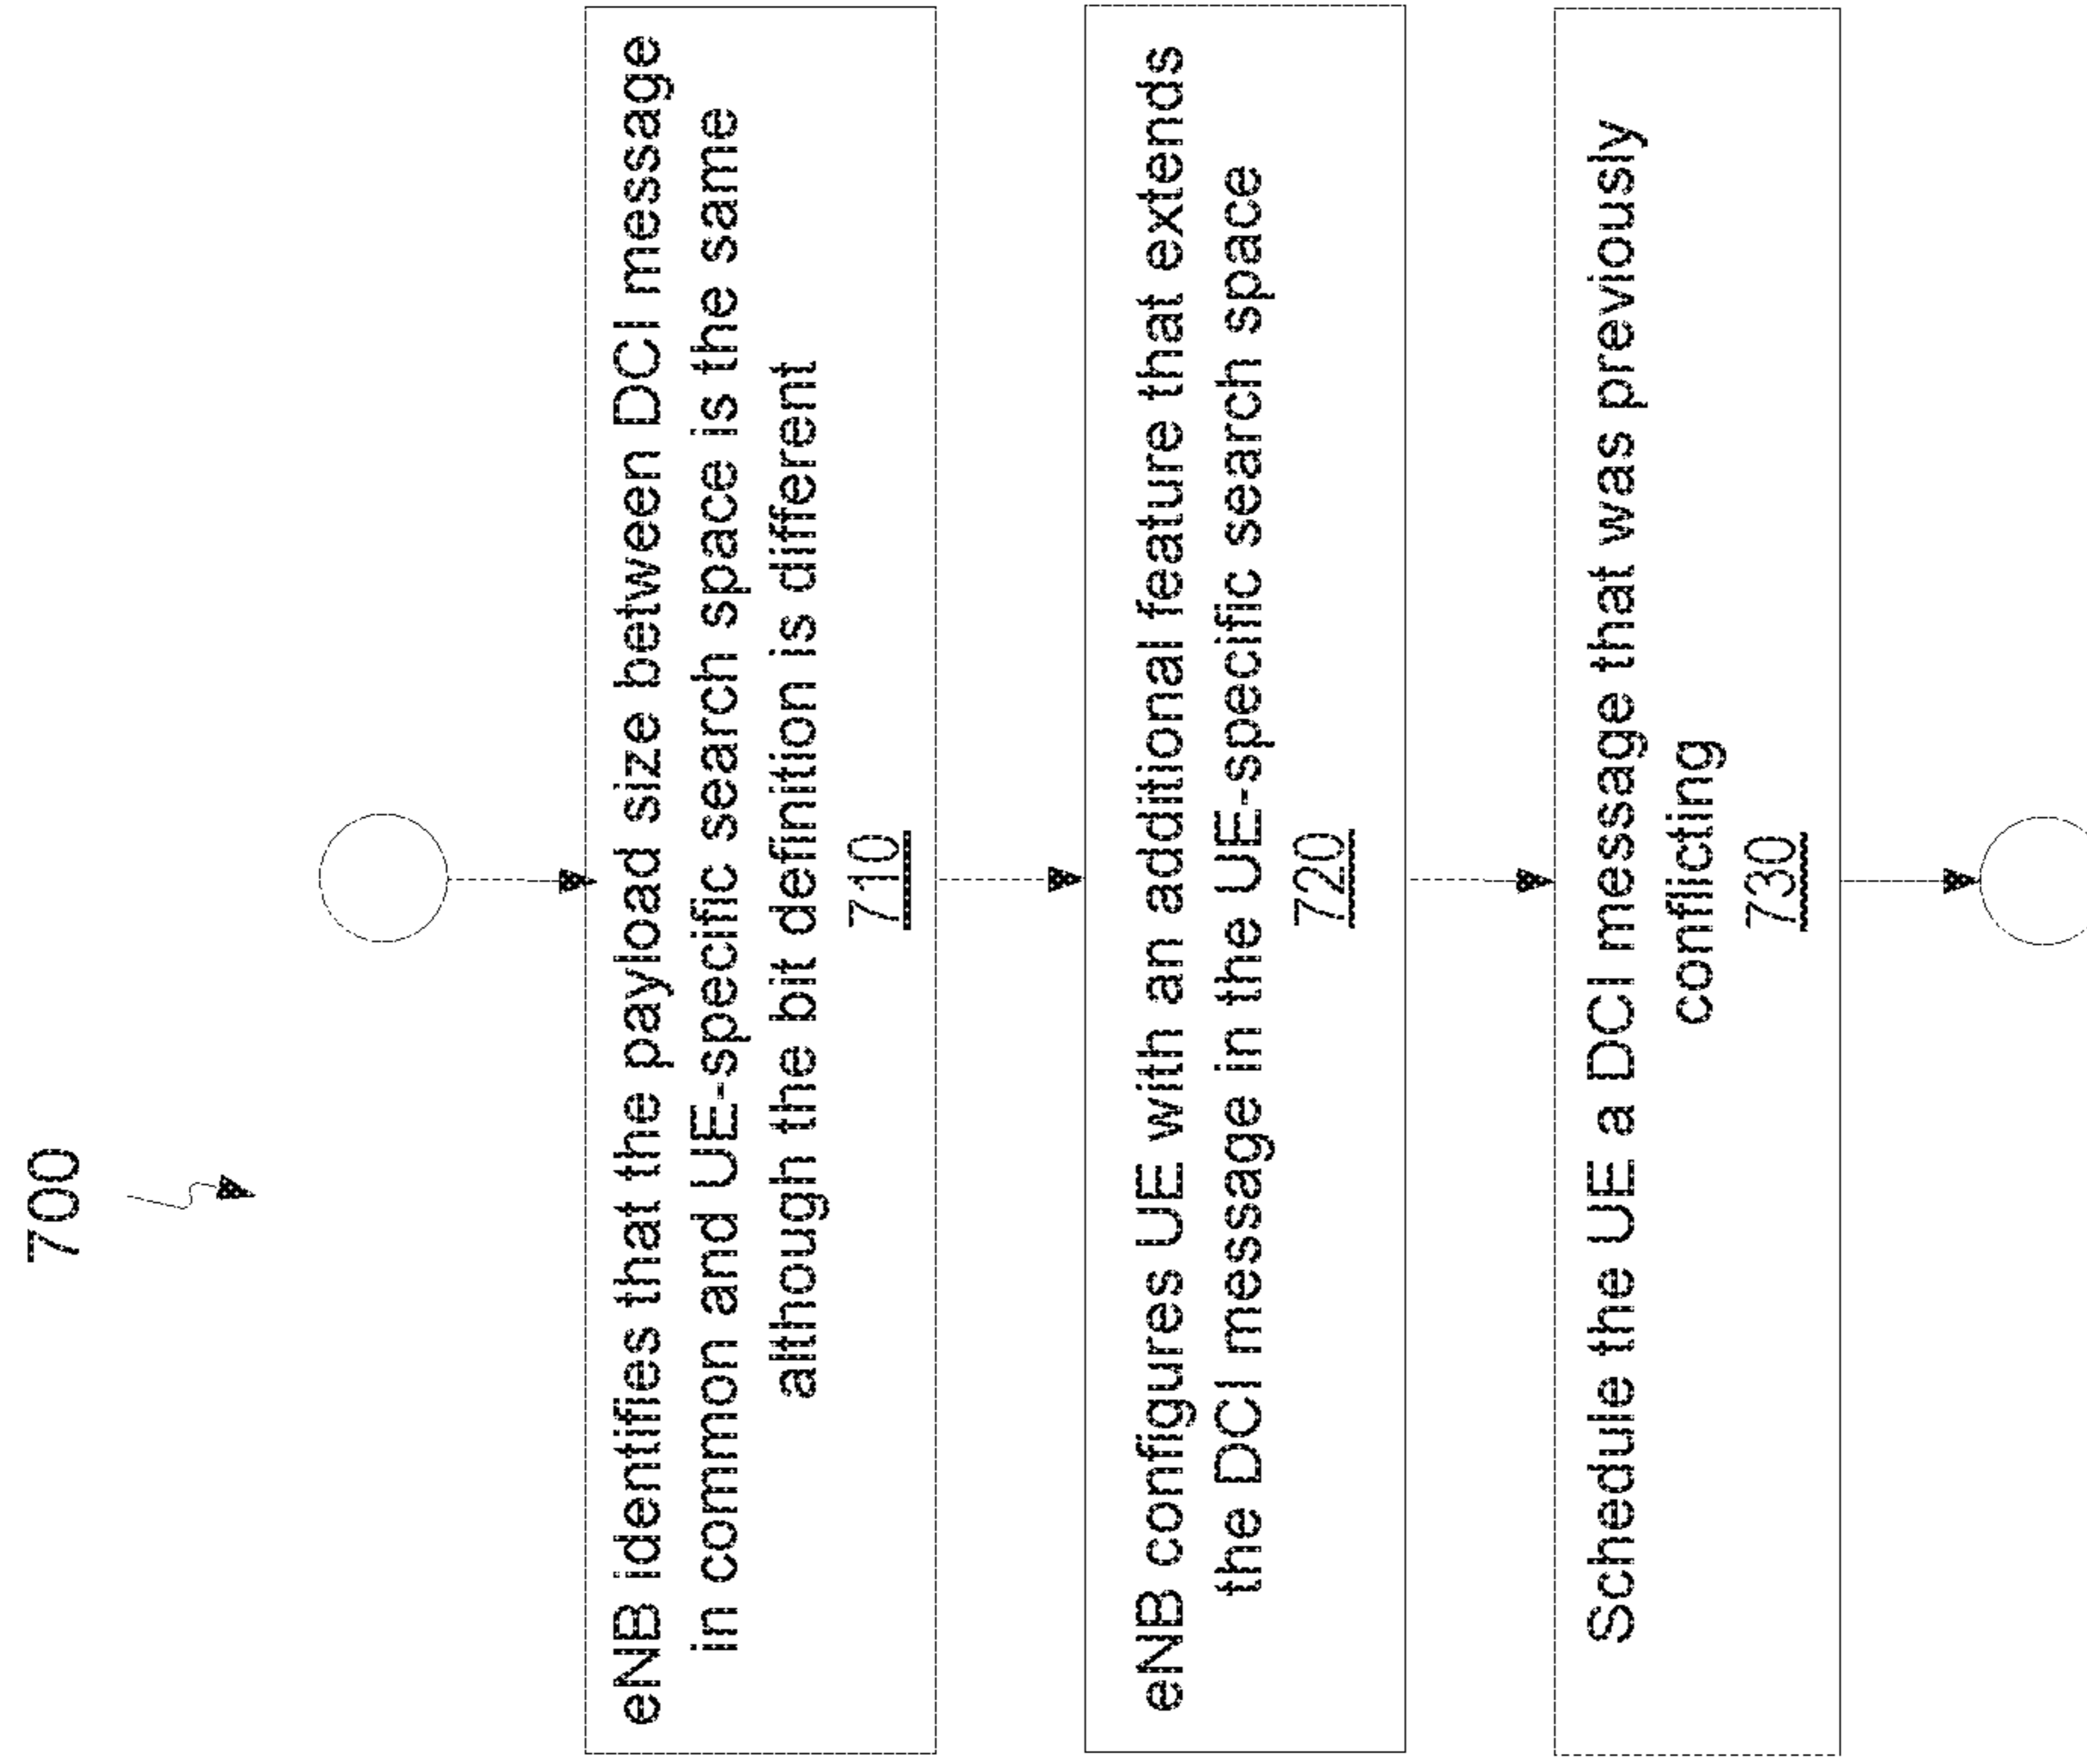 700
eNB identifies that the payload size between DCI message
in common and UE-specific search space is the same
although the bit definition is different
710
eNB configures UE with an additional feature that extends
the DCI message in the UE-specific search space
720
Schedule the UE a DCI message that was previously
conflicting
730